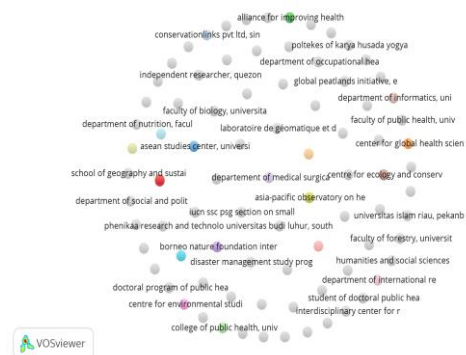 alliance for improving health
conservationlinks pvt ltd, sin
poltekes of karya husada yogya
department of occupational hea
independent researcher, quezon
global peatlands initiative, e
department of informatics, uni
faculty of biology, universita
faculty of public health, univ
department of nutrition, facul
laboratoire de géomatique et d
asean studies center, universi
center for global health scien
school of geography and sustai
departement of medical surgica
centre for ecology and conserv
department of social and polit
asia-pacific observatory on he
iucn ssc psg section on small
universitas islam riau, pekanb
phenikaa research and technolo
universitas budi luhur, south
faculty of forestry, universit
borneo nature foundation inter
disaster management study prog
humanities and social sciences
department of international re
doctoral program of public hea
student of doctoral public hea
centre for environmental studi
interdisciplinary center for r
college of public health, univ
VOSviewer